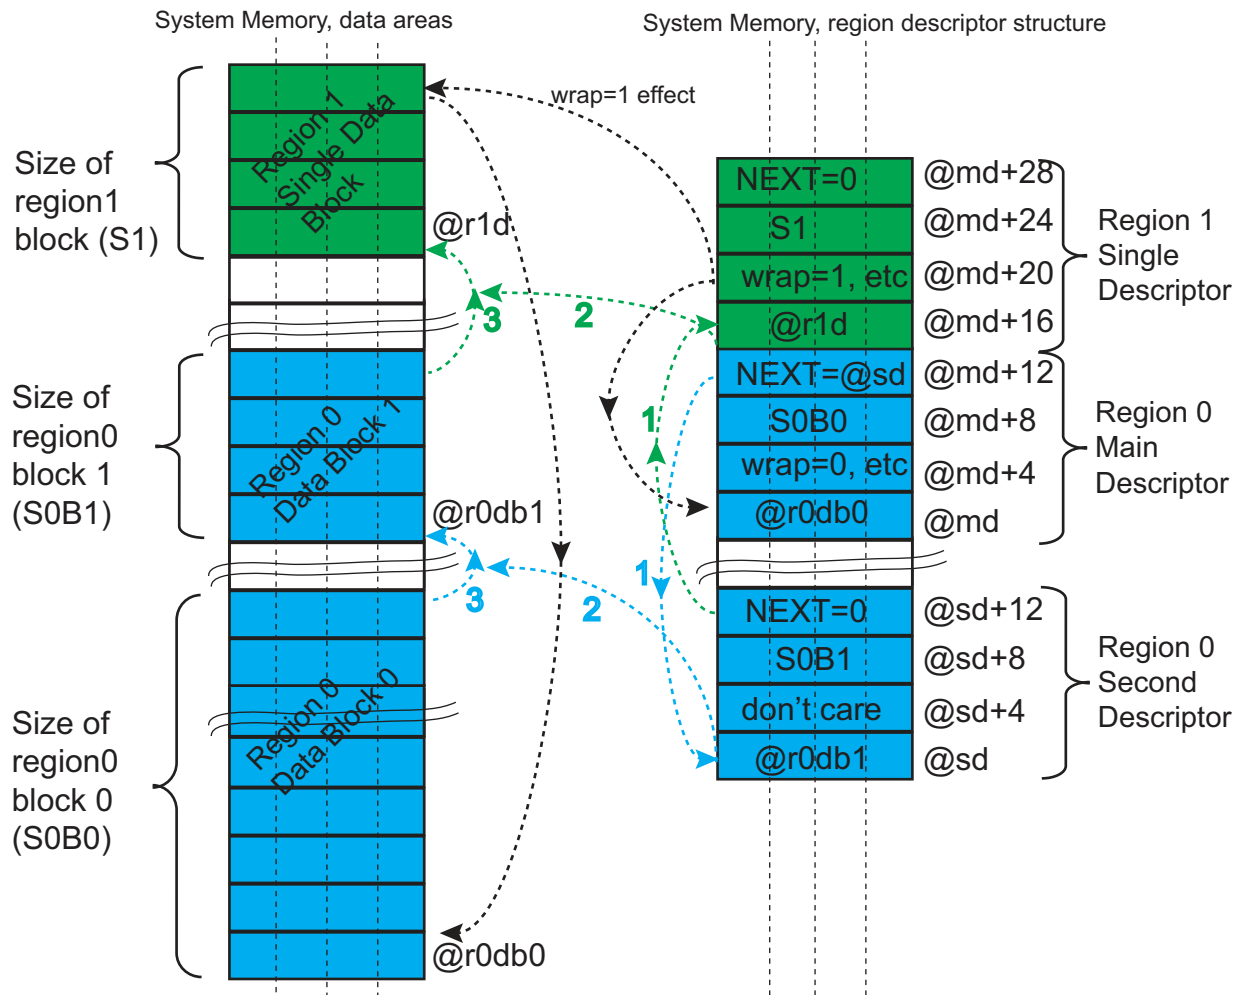 System Memory, data areas
System Memory, region descriptor structure
wrap=1 effect
Size of
region1
block (S1)
Region 1
Single Data
Block
@r1d
3
2
1
Size of
region0
block 1
(S0B1)
Region 0
Data Block 1
@r0db1
3
2
1
Size of
region0
block 0
(S0B0)
Region 0
Data Block 0
@r0db0
NEXT=0
@md+28
S1
@md+24
wrap=1, etc
@md+20
@r1d
@md+16
Region 1
Single
Descriptor
NEXT=@sd
@md+12
S0B0
@md+8
wrap=0, etc
@md+4
@r0db0
@md
Region 0
Main
Descriptor
NEXT=0
@sd+12
S0B1
@sd+8
don't care
@sd+4
@r0db1
@sd
Region 0
Second
Descriptor